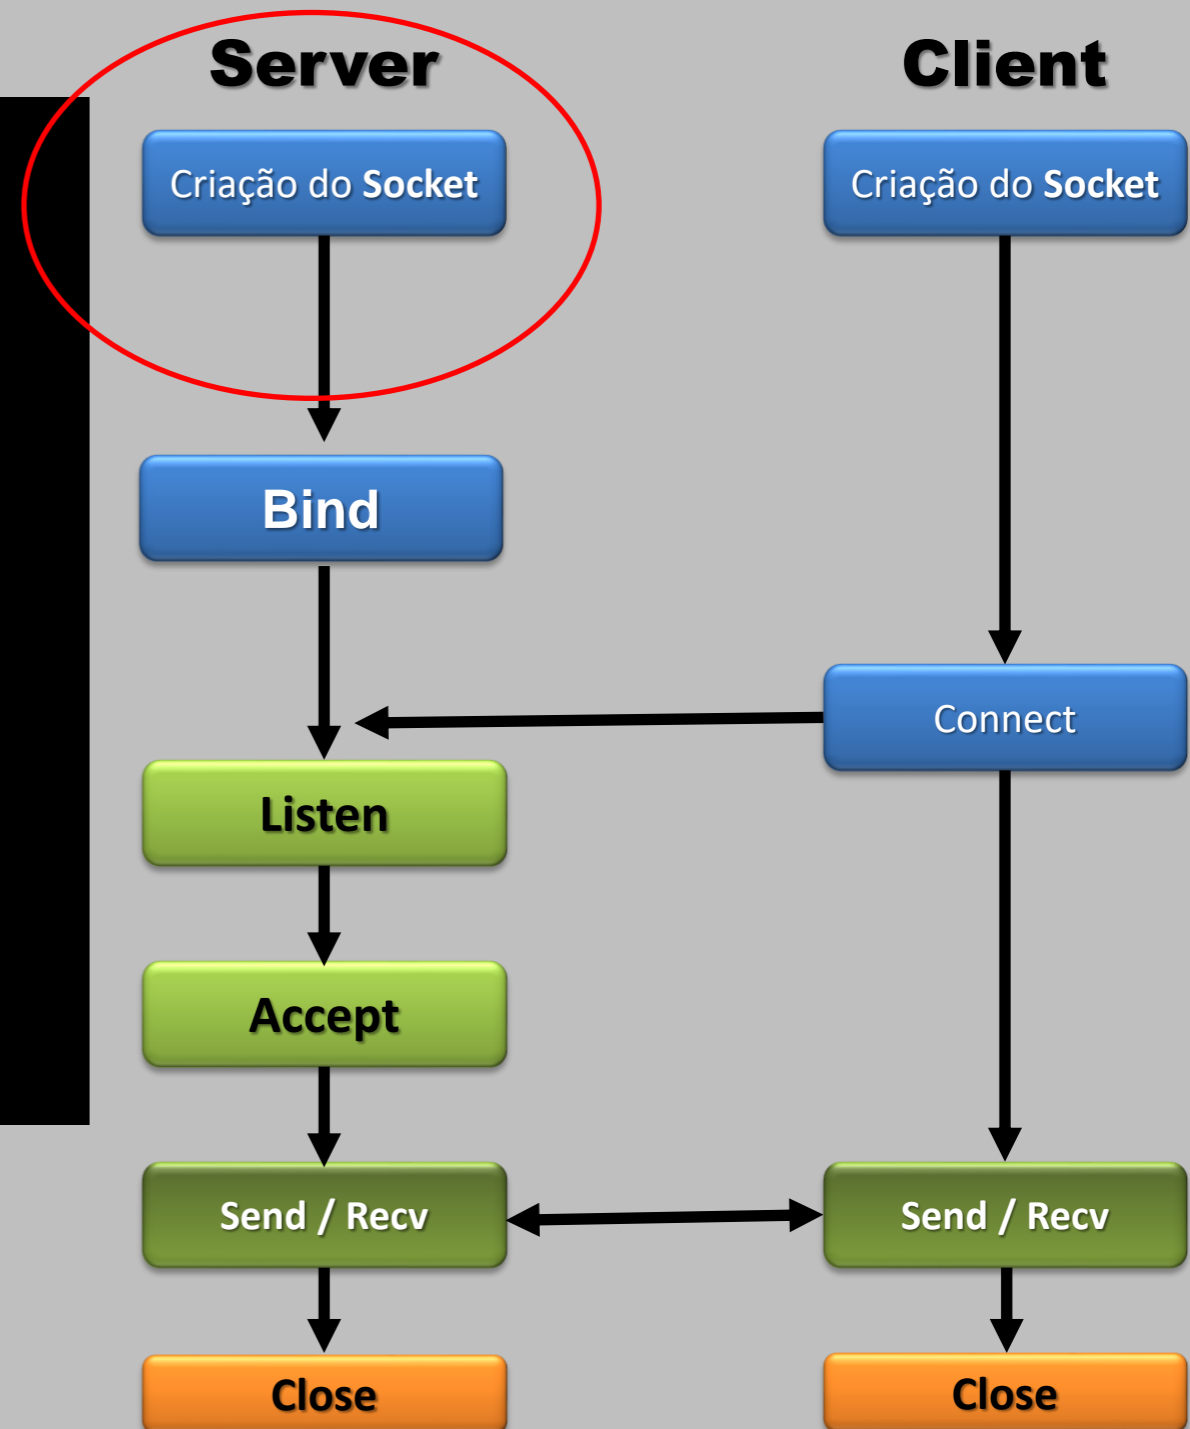 Server
Client
Criação do Socket
Criação do Socket
Bind
Connect
Listen
Accept
Send / Recv
Send / Recv
Close
Close